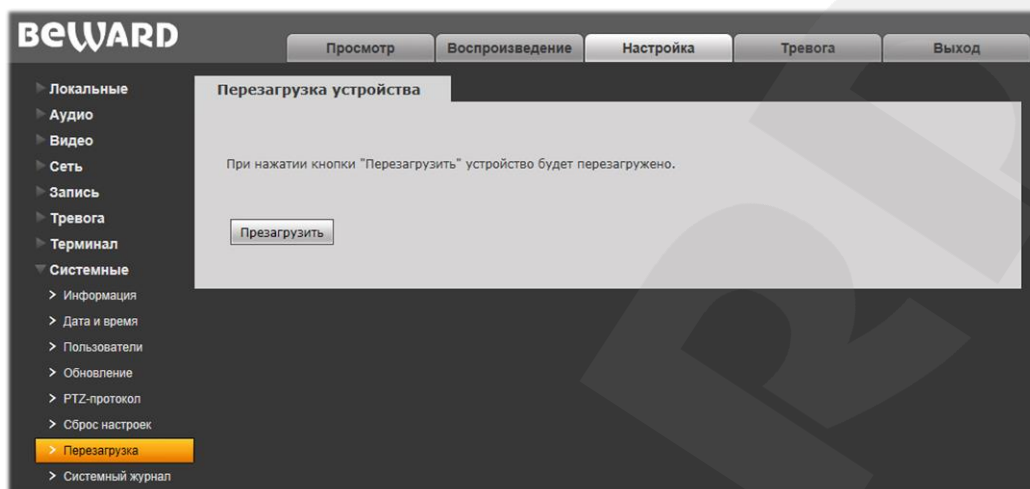 BEWARD
Просмотр
Воспроизведение
Настройка
Тревога
Выход
Локальные
Аудио
Видео
Сеть
Запись
Тревога
Терминал
Системные
Информация
Дата и время
Пользователи
Обновление
PTZ-протокол
Сброс настроек
Перезагрузка
Системный журнал
Перезагрузка устройства
При нажатии кнопки "Перезагрузить" устройство будет перезагружено.
Презагрузить